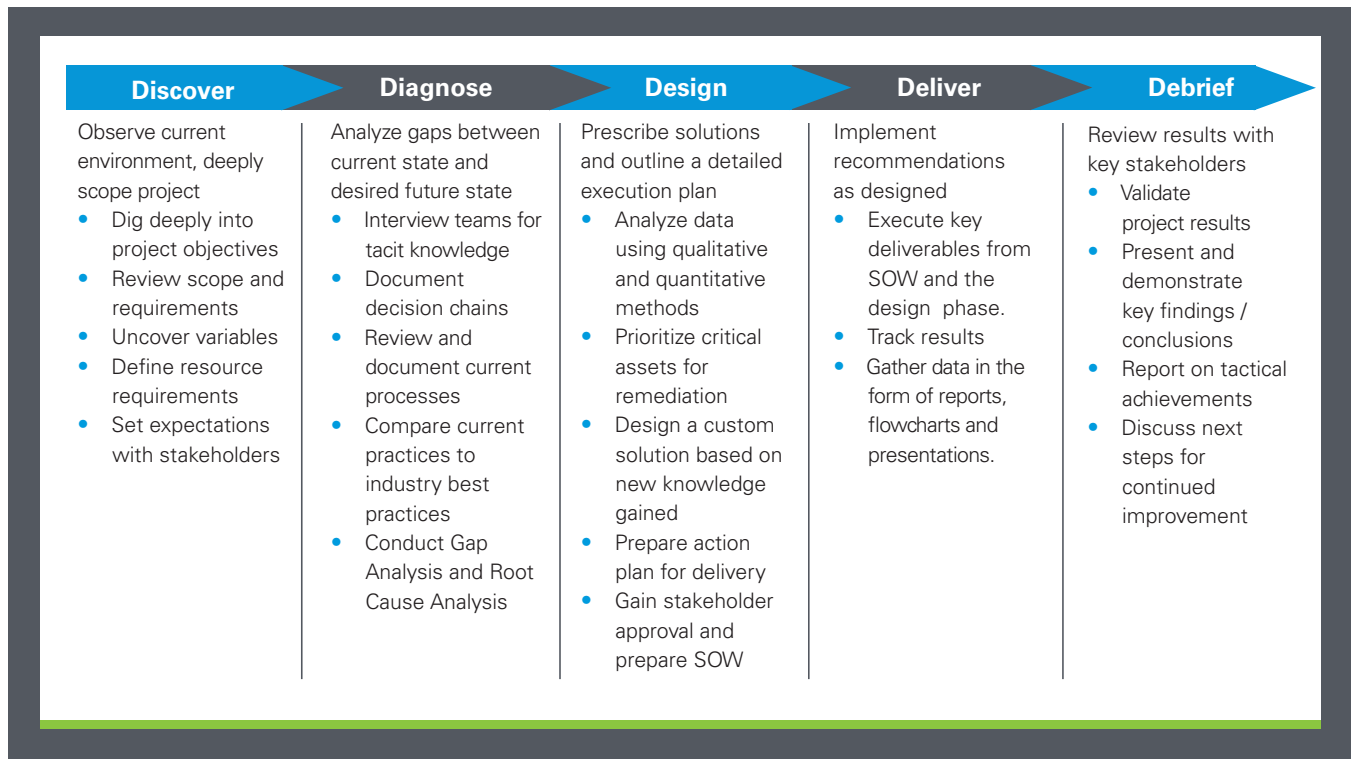 Discover
Diagnose
Design
Deliver
Debrief
Observe current
environment, deeply
scope project
• Dig deeply into
project objectives
• Review scope and
requirements
• Uncover variables
• Define resource
requirements
• Set expectations
with stakeholders
Analyze gaps between
current state and
desired future state
• Interview teams for
tacit knowledge
• Document
decision chains
• Review and
document current
processes
• Compare current
practices to
industry best
practices
• Conduct Gap
Analysis and Root
Cause Analysis
Prescribe solutions
and outline a detailed
execution plan
• Analyze data
using qualitative
and quantitative
methods
• Prioritize critical
assets for
remediation
• Design a custom
solution based on
new knowledge
gained
• Prepare action
plan for delivery
• Gain stakeholder
approval and
prepare SOW
Implement
recommendations
as designed
• Execute key
deliverables from
SOW and the
design phase.
• Track results
• Gather data in the
form of reports,
flowcharts and
presentations.
Review results with
key stakeholders
• Validate
project results
• Present and
demonstrate
key findings /
conclusions
• Report on tactical
achievements
• Discuss next
steps for
continued
improvement